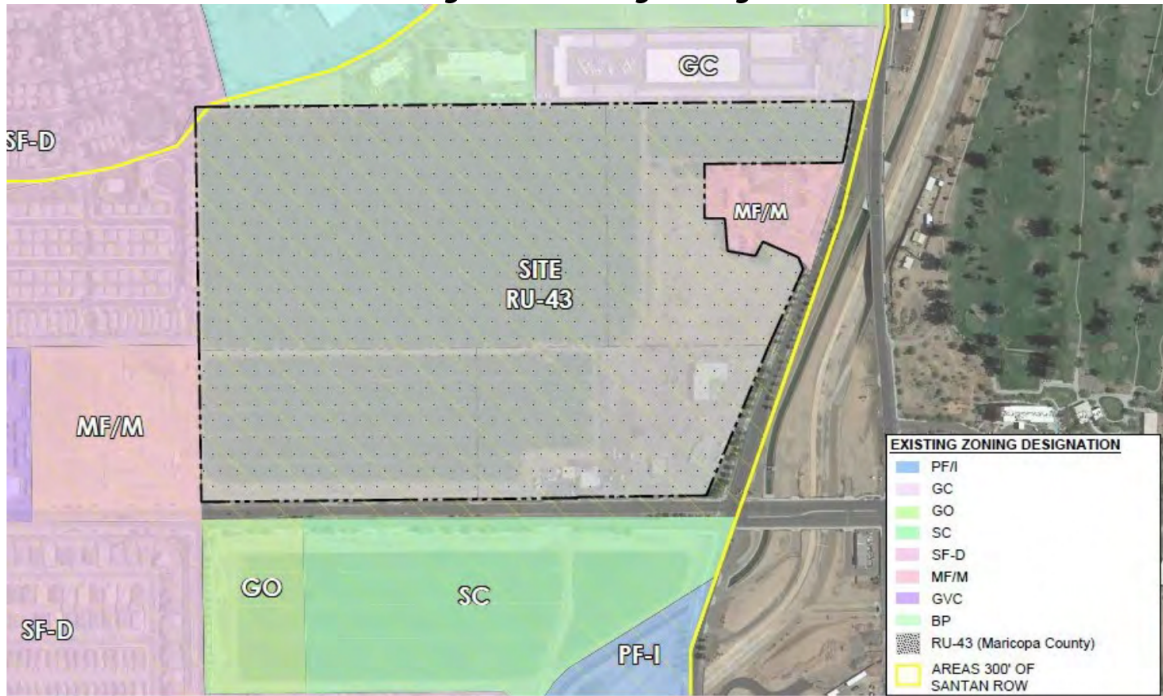 GC
SF-D
MF/M
SITE
RU-43
MF/M
GO
SC
SF-D
PF-I
EXISTING ZONING DESIGNATION
PF/I
GC
GO
SC
SF-D
MF/M
GVC
BP
RU-43 (Maricopa County)
AREAS 300' OF
SANTAN ROW